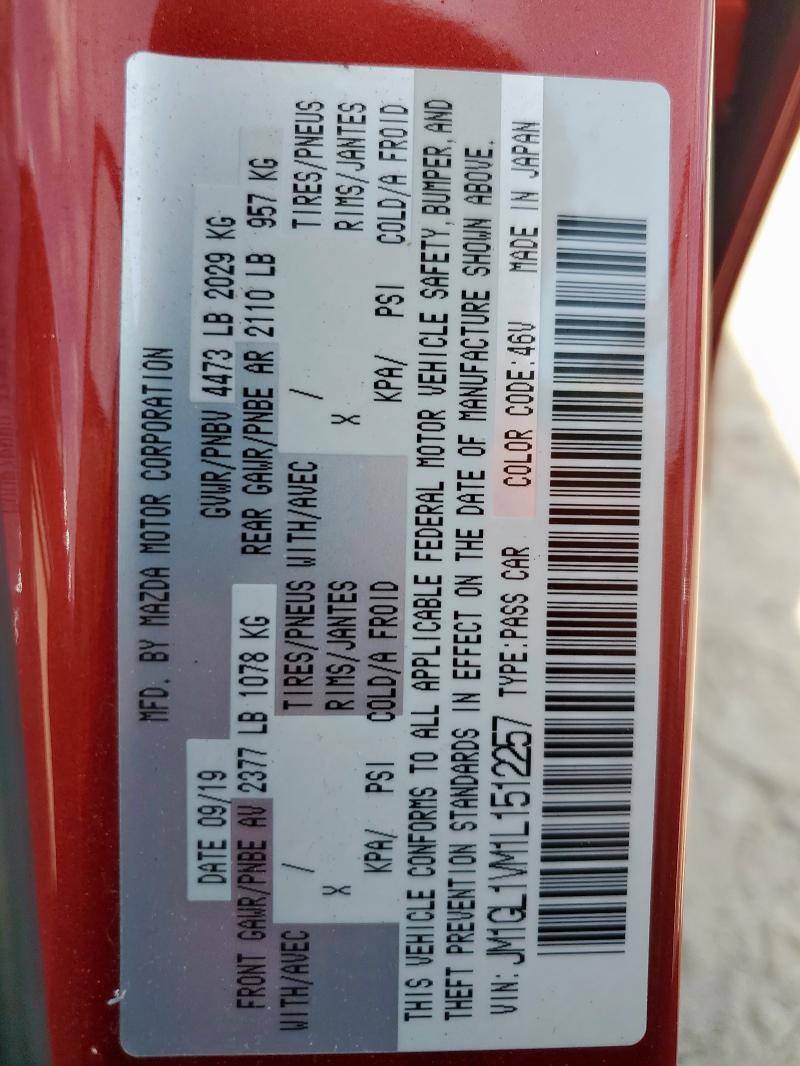 MFD. BY MAZDA MOTOR CORPORATION
DATE 09/19 GVWR/PNBV 4473 LB 2029 KG
FRONT GAWR/PNBE AV 2377 LB 1078 KG REAR GAWR/PNBE AR 2110 LB 957 KG
WITH/AVEC / TIRES/PNEUS WITH/AVEC / TIRES/PNEUS
X RIMS/JANTES X RIMS/JANTES
KPA/ PSI COLD/A FROID KPA/ PSI COLD/A FROID
THIS VEHICLE CONFORMS TO ALL APPLICABLE FEDERAL MOTOR VEHICLE SAFETY, BUMPER, AND
THEFT PREVENTION STANDARDS IN EFFECT ON THE DATE OF MANUFACTURE SHOWN ABOVE.
VIN: JM1GL1VM1L1512257 TYPE:PASS CAR COLOR CODE:46V MADE IN JAPAN